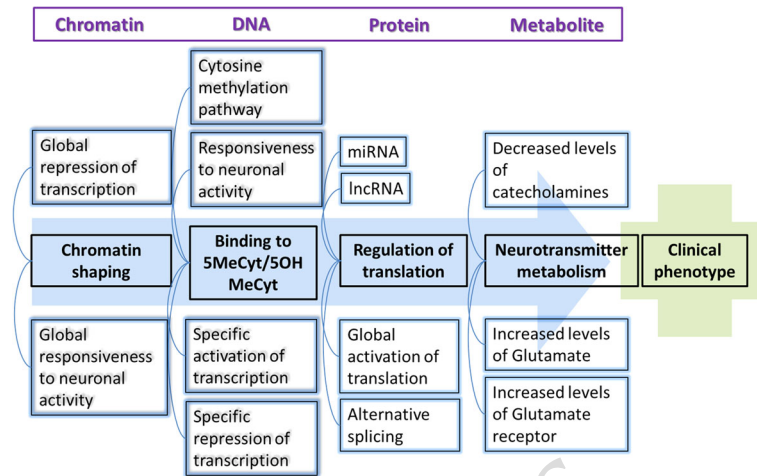 Chromatin DNA Protein Metabolite
Cytosine
methylation
pathway
Global
repression of
transcription
Responsiveness
to neuronal
activity
miRNA
lncRNA
Decreased levels
of
catecholamines
Chromatin
shaping
Binding to
5MeCyt/5OH
MeCyt
Regulation of
translation
Neurotransmitter
metabolism
Clinical
phenotype
Global
responsiveness
to neuronal
activity
Specific
activation of
transcription
Global
activation of
translation
Increased levels
of Glutamate
Specific
repression of
transcription
Alternative
splicing
Increased levels
of Glutamate
receptor